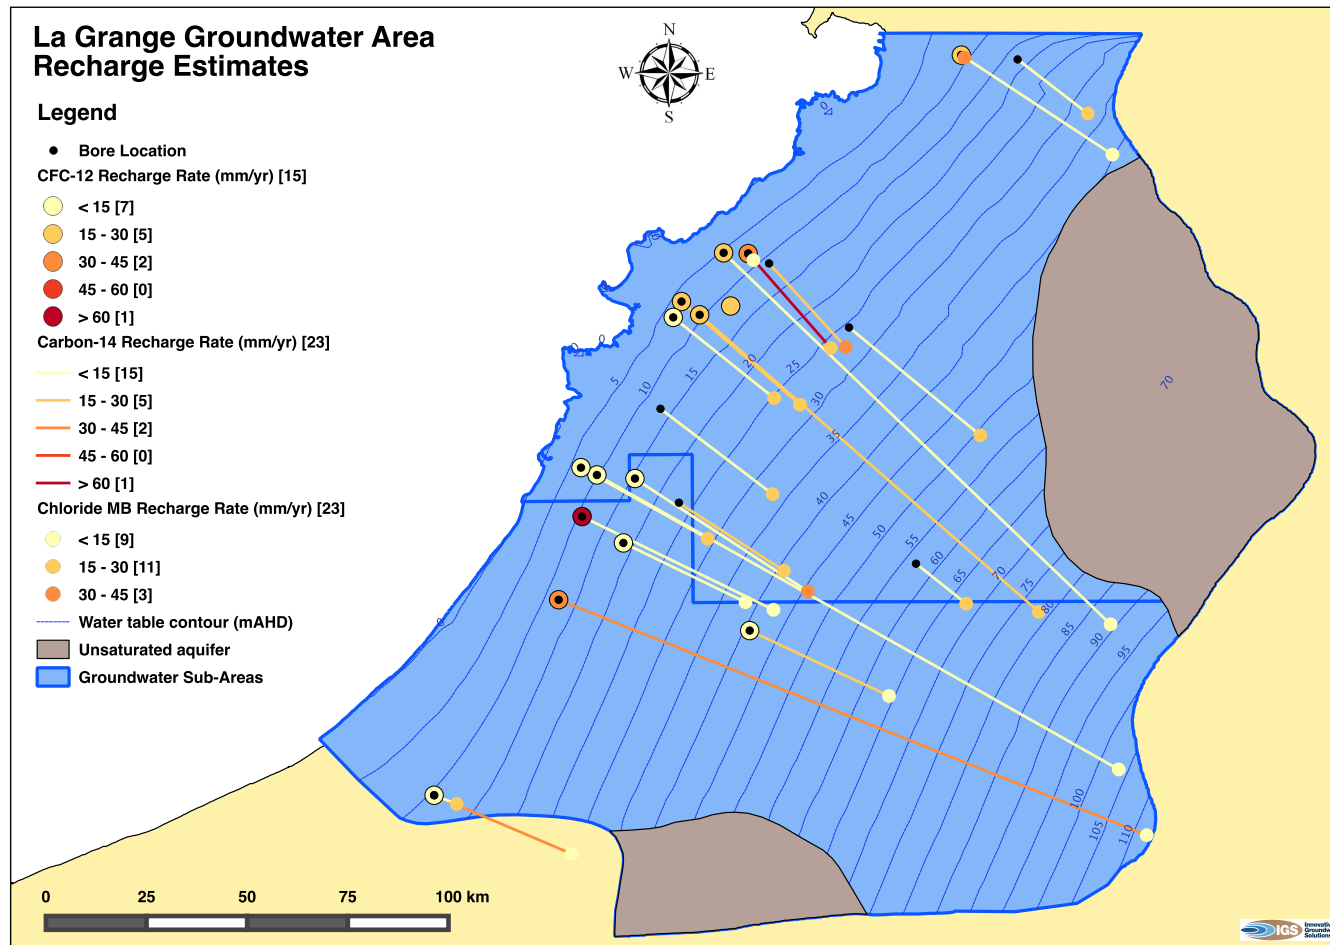 La Grange Groundwater Area
Recharge Estimates
Legend
Bore Location
CFC-12 Recharge Rate (mm/yr) [15]
< 15 [7]
15 - 30 [5]
30 - 45 [2]
45 - 60 [0]
> 60 [1]
Carbon-14 Recharge Rate (mm/yr) [23]
< 15 [15]
15 - 30 [5]
30 - 45 [2]
45 - 60 [0]
> 60 [1]
Chloride MB Recharge Rate (mm/yr) [23]
< 15 [9]
15 - 30 [11]
30 - 45 [3]
Water table contour (mAHD)
Unsaturated aquifer
Groundwater Sub-Areas
N
W E
S
0
0
0
0
0
5
10
15
20
25
30
35
40
45
50
55
60
65
70
75
80
85
90
95
100
105
110
70
0 25 50 75 100 km
IGS